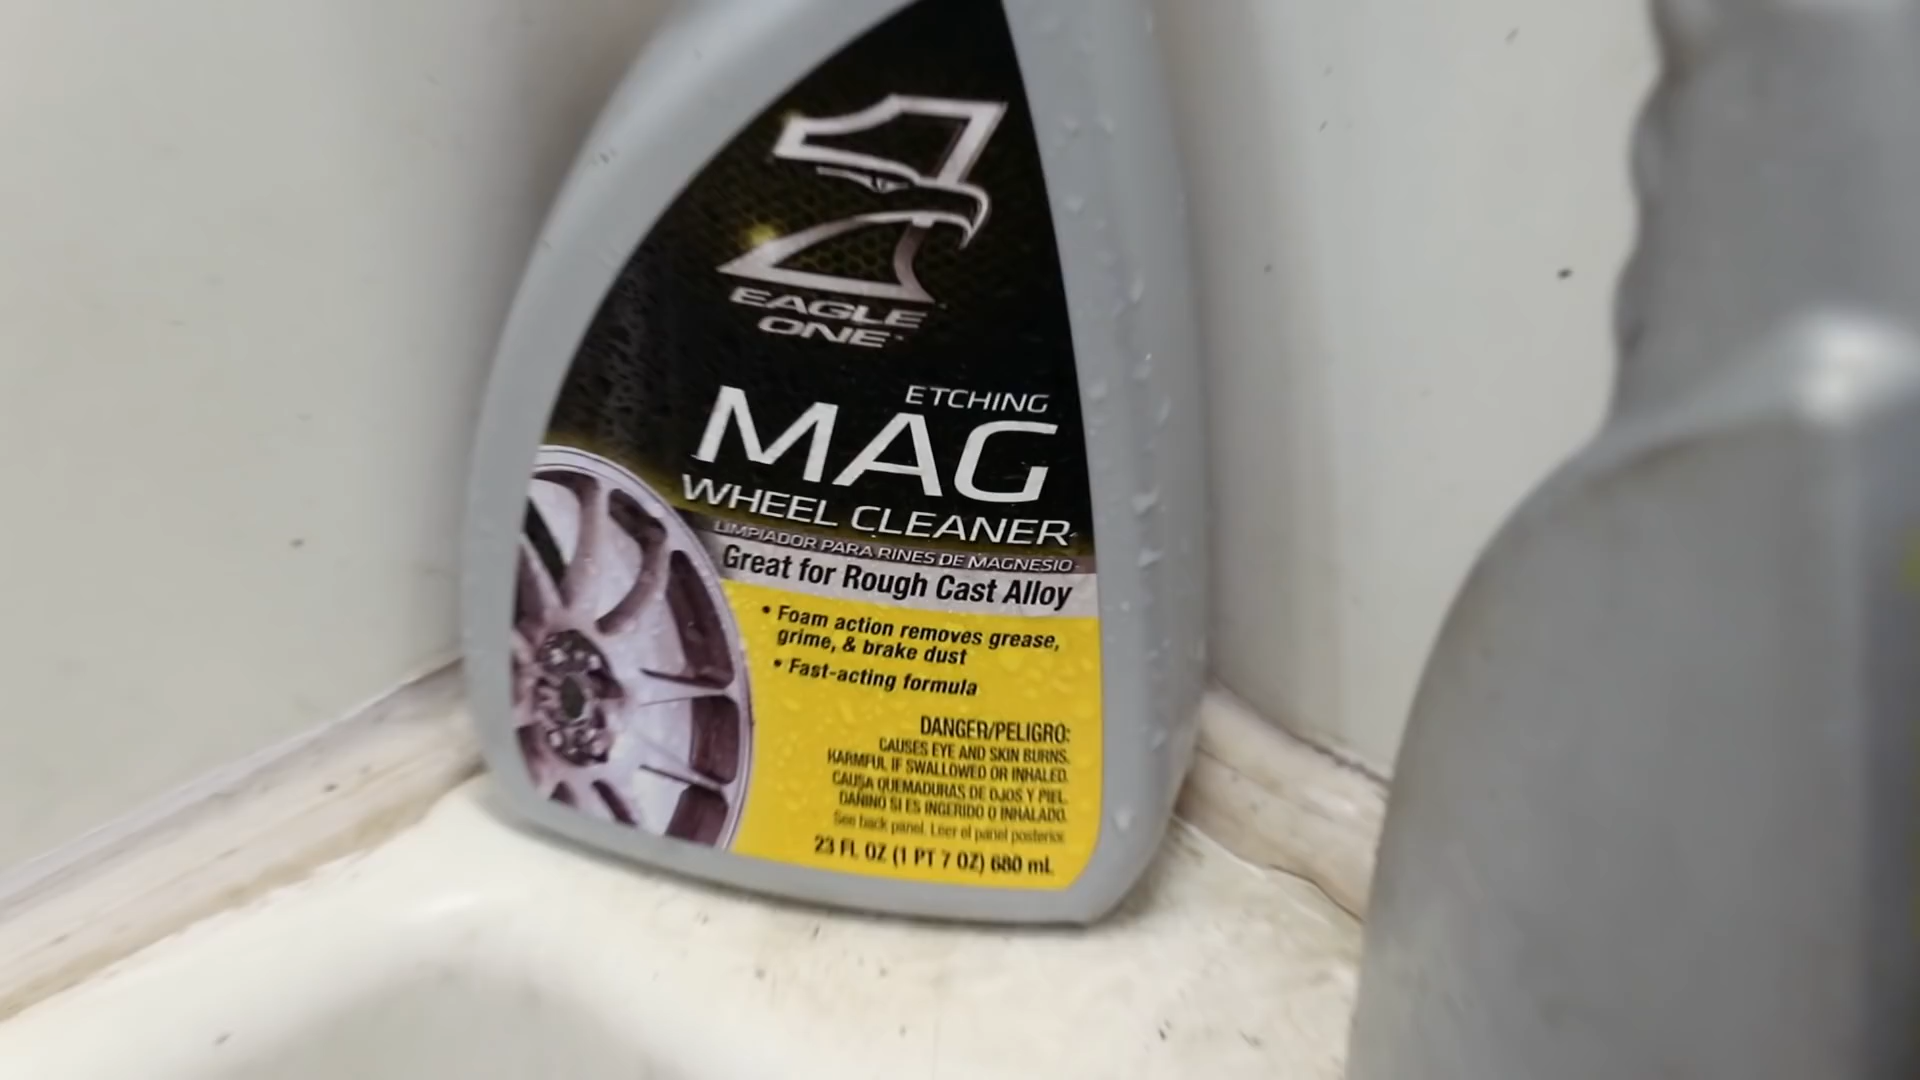 EAGLE
ONE
ETCHING
MAG
WHEEL CLEANER
LIMPIADOR PARA RINES DE MAGNESIO
Great for Rough Cast Alloy
• Foam action removes grease,
grime, & brake dust
• Fast-acting formula
DANGER/PELIGRO:
CAUSES EYE AND SKIN BURNS.
HARMFUL IF SWALLOWED OR INHALED.
CAUSA QUEMADURAS DE OJOS Y PIEL.
DAÑINO SI ES INGERIDO O INHALADO.
See back panel. Leer el panel posterior.
23 FL OZ (1 PT 7 OZ) 680 mL